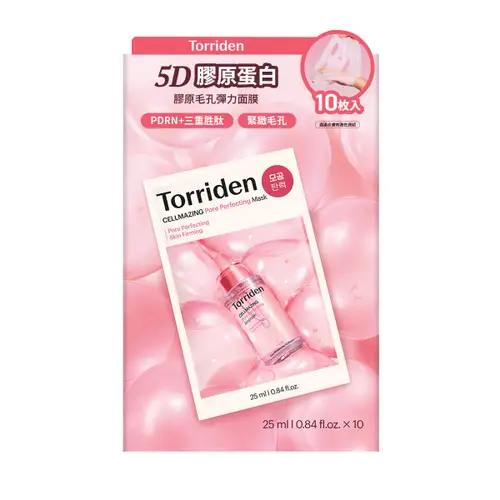 Torriden
5D 膠原蛋白
膠原毛孔彈力面膜
PDRN+三重胜肽
緊緻毛孔
10枚入
Torriden
CELLMAZING Pore Perfecting Mask
모공
탄력
Pore Perfecting
Skin Firming
Torriden
CELLMAZING
25 ml | 0.84 fl.oz.
25 ml | 0.84 fl.oz. × 10